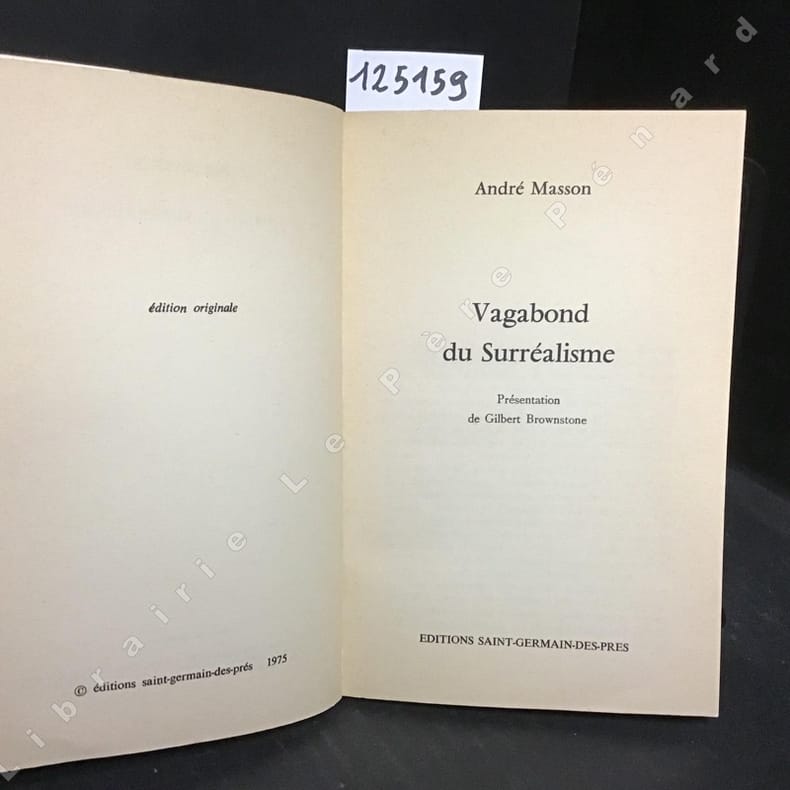 125159
édition originale
© éditions saint-germain-des-prés 1975
André Masson
Vagabond
du Surréalisme
Présentation
de Gilbert Brownstone
EDITIONS SAINT-GERMAIN-DES-PRES
Librairie Le Père Pénard